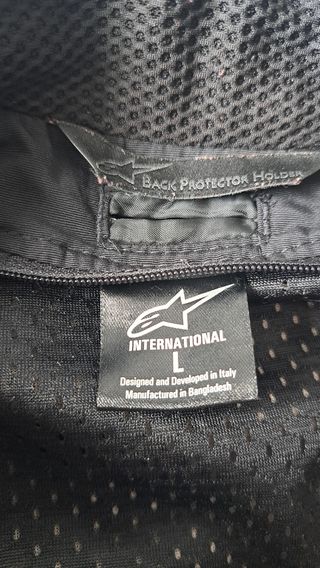 BACK PROTECTOR HOLDER
INTERNATIONAL
L
Designed and Developed in Italy
Manufactured in Bangladesh